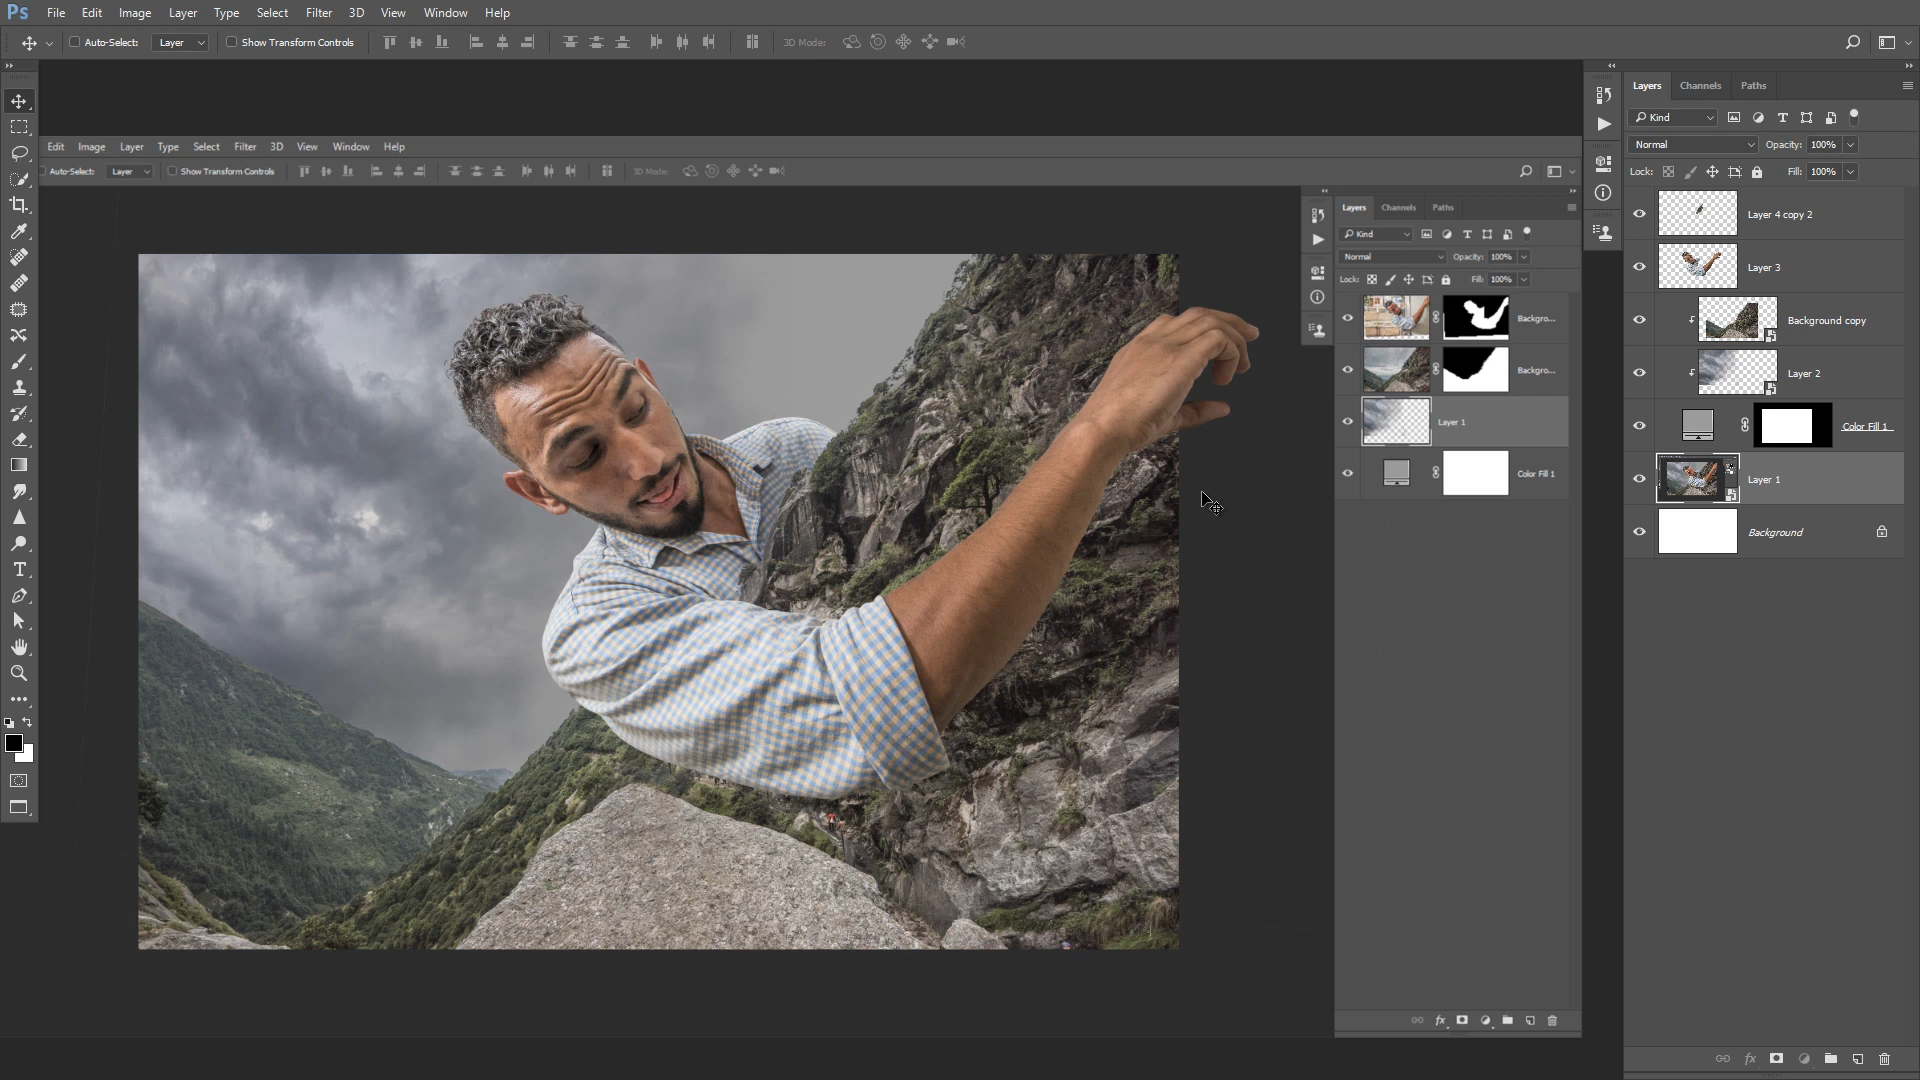 Ps File Edit Image Layer Type Select Filter 3D View Window Help
Auto-Select: Layer Show Transform Controls 3D Mode:
Layers Channels Paths
Kind
Normal Opacity: 100%
Lock: Fill: 100%
Layer 4 copy 2
Layer 3
Background copy
Layer 2
Color Fill 1
Layer 1
Background
fx
Edit Image Layer Type Select Filter 3D View Window Help
Auto-Select: Layer Show Transform Controls 3D Mode:
Layers Channels Paths
Kind
Normal Opacity: 100%
Lock: Fill: 100%
Backgro...
Backgro...
Layer 1
Color Fill 1
fx